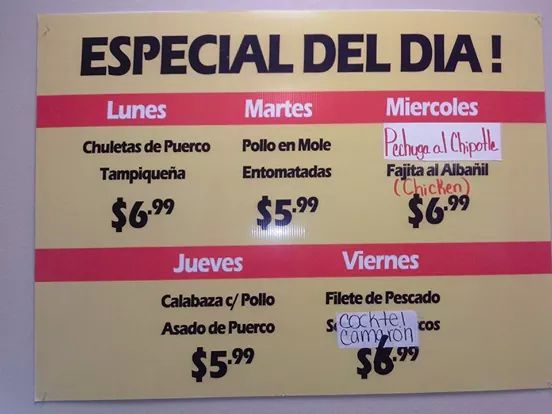 ESPECIAL DEL DIA !
Lunes
Chuletas de Puerco
Tampiqueña
$6.99
Martes
Pollo en Mole
Entomatadas
$5.99
Miercoles
Pechuga al Chipotle
Fajita al Albañil
(Chicken)
$6.99
Jueves
Calabaza c/ Pollo
Asado de Puerco
$5.99
Viernes
Filete de Pescado
cocktel
camaron
$6.99